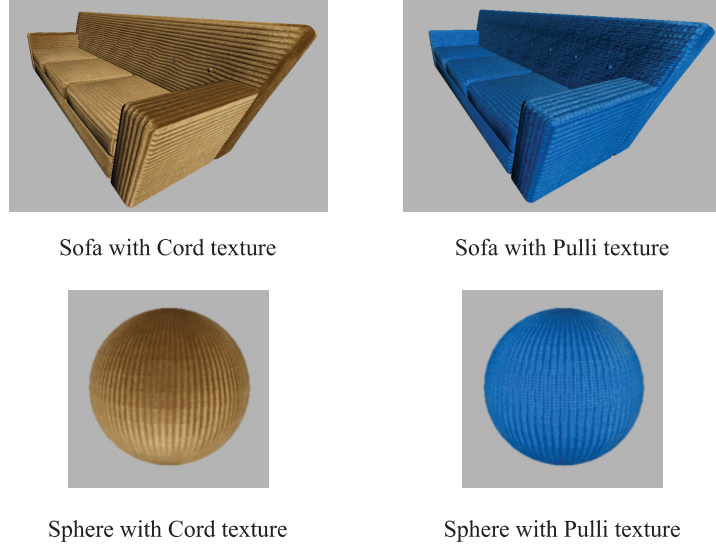 Sofa with Cord texture
Sofa with Pulli texture
Sphere with Cord texture
Sphere with Pulli texture